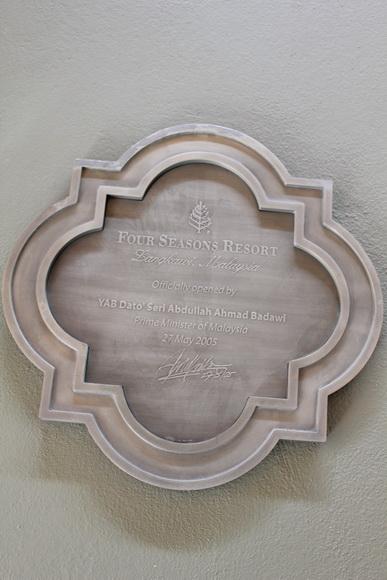 FOUR SEASONS RESORT
Langkawi, Malaysia
Officially opened by
YAB Dato' Seri Abdullah Ahmad Badawi
Prime Minister of Malaysia
27 May 2005